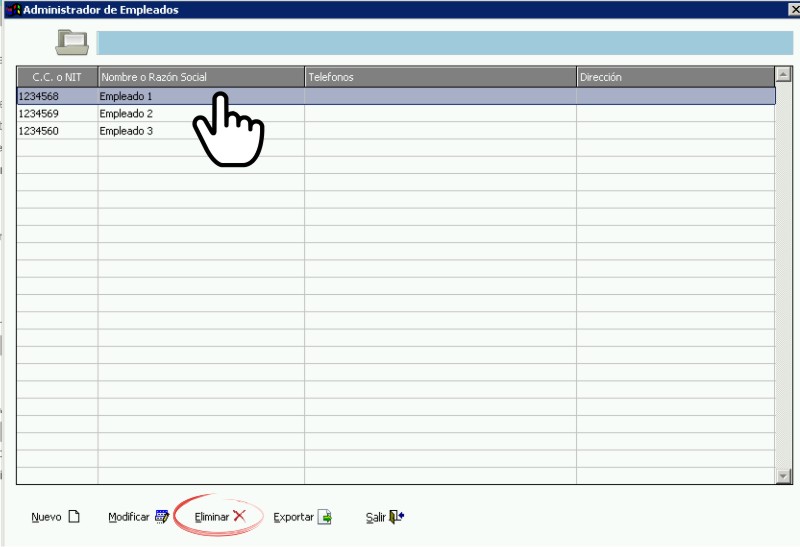 Administrador de Empleados
C.C. o NIT Nombre o Razón Social Telefonos Dirección
1234568 Empleado 1
1234569 Empleado 2
1234560 Empleado 3
Nuevo Modificar Eliminar Exportar Salir